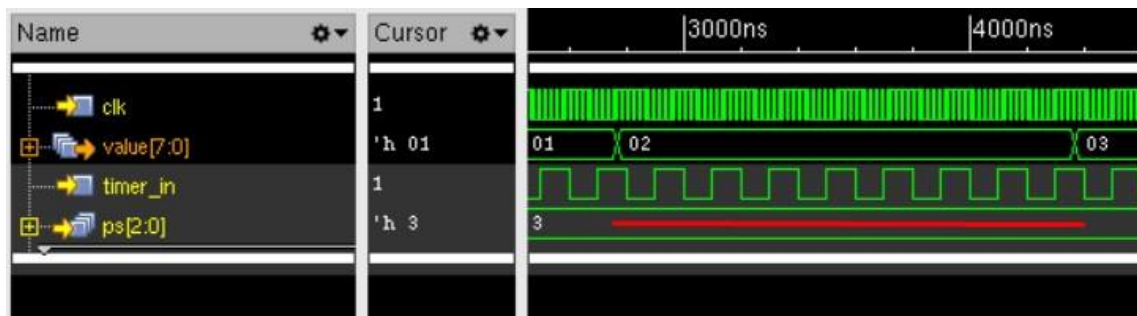 Name Cursor 3000ns 4000ns
clk 1
value[7:0] 'h 01 01 02 03
timer_in 1
ps[2:0] 'h 3 3